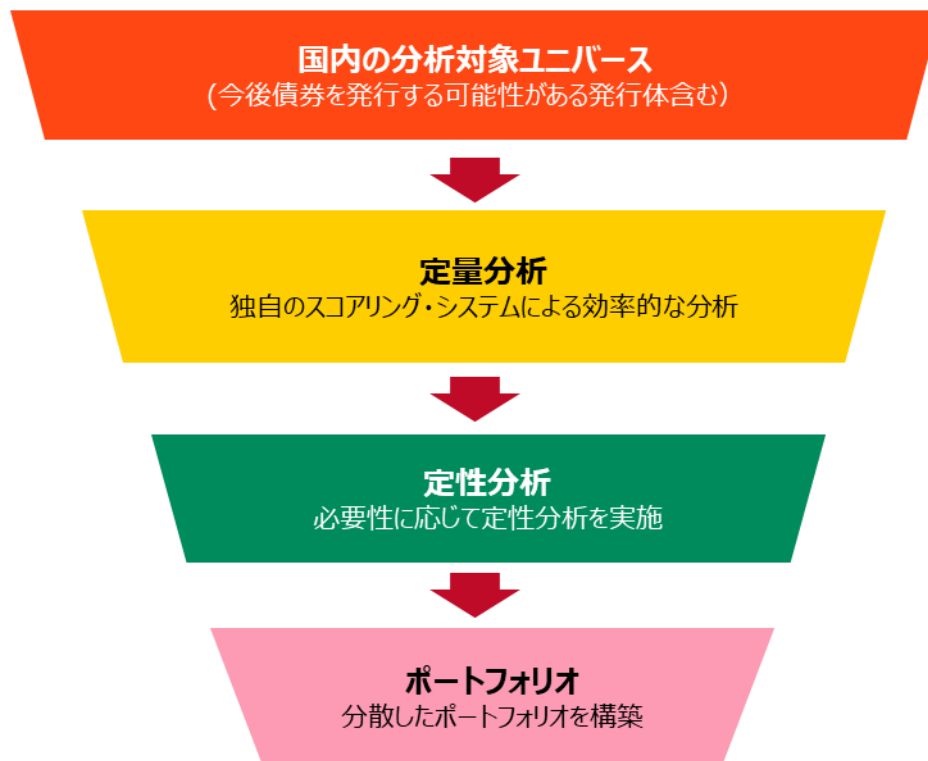 国内の分析対象ユニバース
(今後債券を発行する可能性がある発行体含む)
定量分析
独自のスコアリング・システムによる効率的な分析
定性分析
必要性に応じて定性分析を実施
ポートフォリオ
分散したポートフォリオを構築